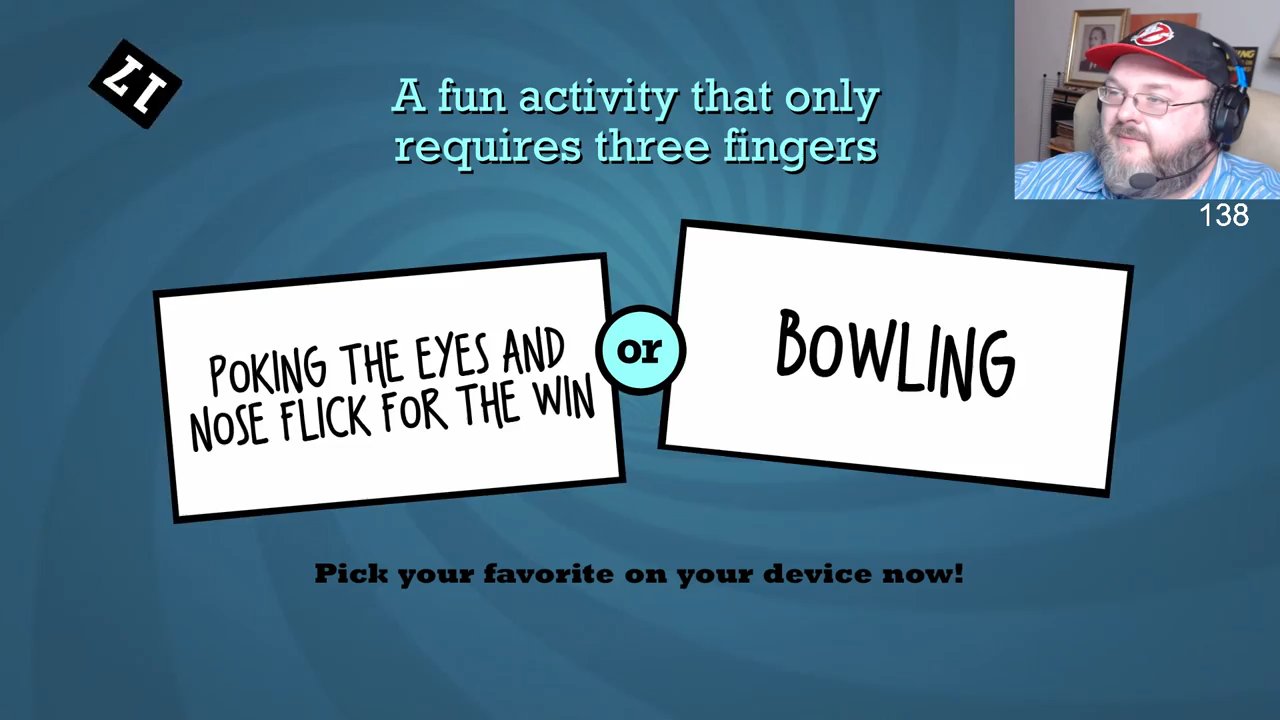 A fun activity that only
requires three fingers
138
POKING THE EYES AND
NOSE FLICK FOR THE WIN
or
BOWLING
Pick your favorite on your device now!